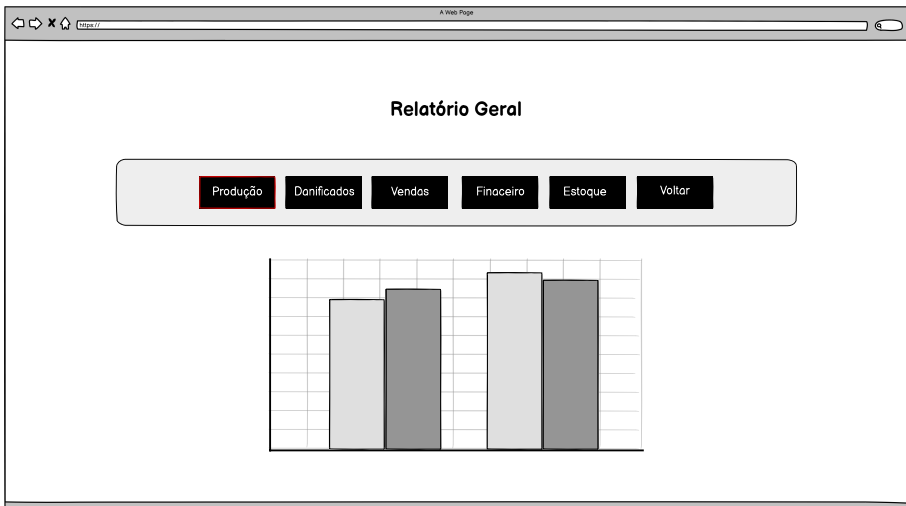 A Web Page
https://
Relatório Geral
Produção Danificados Vendas Finaceiro Estoque Voltar